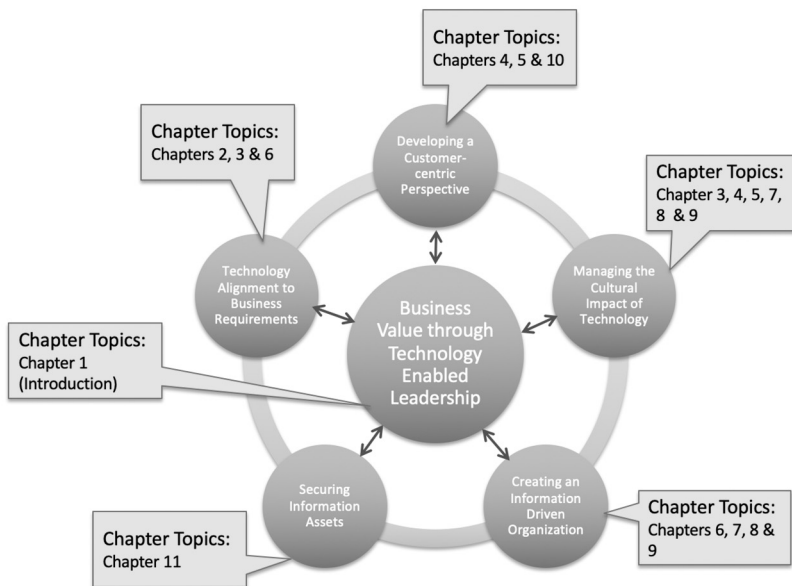 Chapter Topics:
Chapters 4, 5 & 10
Chapter Topics:
Chapters 2, 3 & 6
Developing a
Customer-
centric
Perspective
Chapter Topics:
Chapter 3, 4, 5, 7,
8 & 9
Technology
Alignment to
Business
Requirements
Managing the
Cultural
Impact of
Technology
Business
Value through
Technology
Enabled
Leadership
Chapter Topics:
Chapter 1
(Introduction)
Securing
Information
Assets
Creating an
Information
Driven
Organization
Chapter Topics:
Chapters 6, 7, 8 &
9
Chapter Topics:
Chapter 11